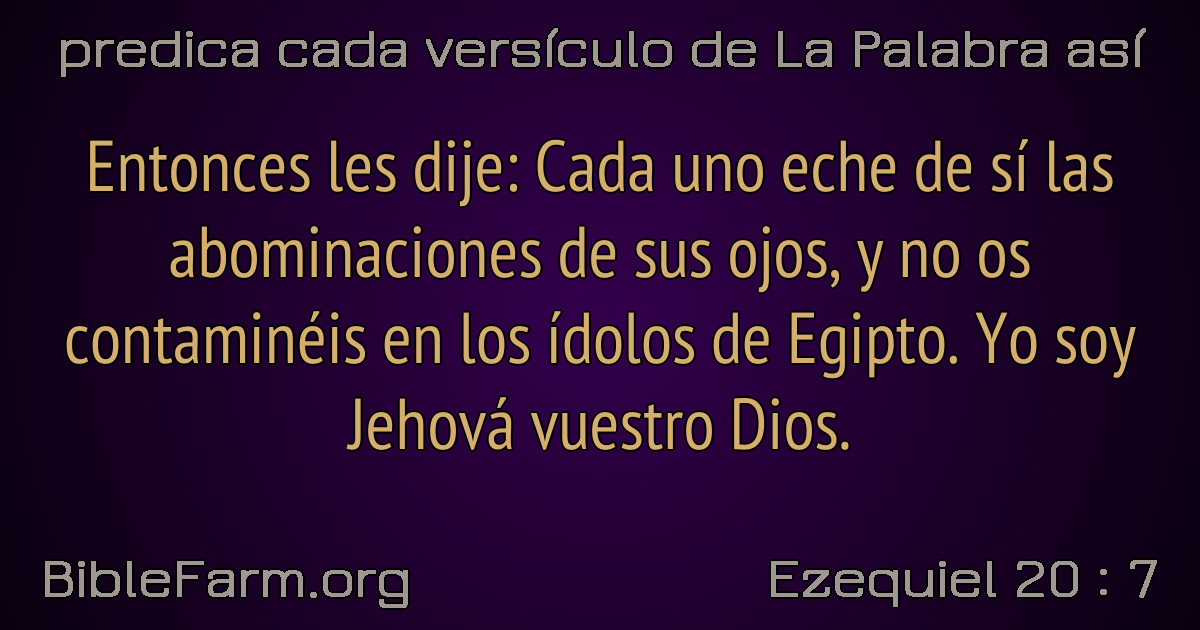 predica cada versículo de La Palabra así
Entonces les dije: Cada uno eche de sí las
abominaciones de sus ojos, y no os
contaminéis en los ídolos de Egipto. Yo soy
Jehová vuestro Dios.
BibleFarm.org
Ezequiel 20 : 7